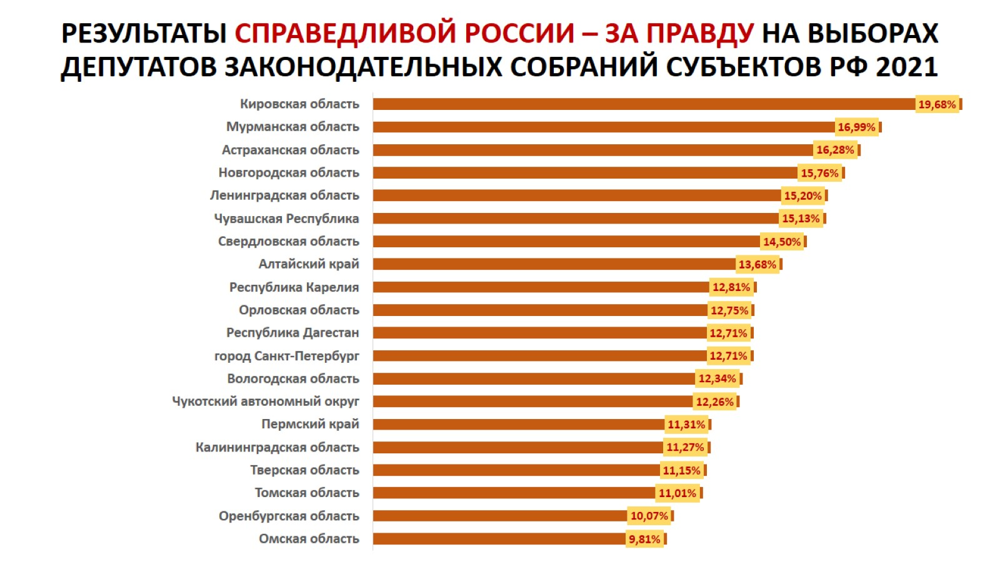 РЕЗУЛЬТАТЫ СПРАВЕДЛИВОЙ РОССИИ – ЗА ПРАВДУ НА ВЫБОРАХ
ДЕПУТАТОВ ЗАКОНОДАТЕЛЬНЫХ СОБРАНИЙ СУБЪЕКТОВ РФ 2021
Кировская область 19,68%
Мурманская область 16,99%
Астраханская область 16,28%
Новгородская область 15,76%
Ленинградская область 15,20%
Чувашская Республика 15,13%
Свердловская область 14,50%
Алтайский край 13,68%
Республика Карелия 12,81%
Орловская область 12,75%
Республика Дагестан 12,71%
город Санкт-Петербург 12,71%
Вологодская область 12,34%
Чукотский автономный округ 12,26%
Пермский край 11,31%
Калининградская область 11,27%
Тверская область 11,15%
Томская область 11,01%
Оренбургская область 10,07%
Омская область 9,81%